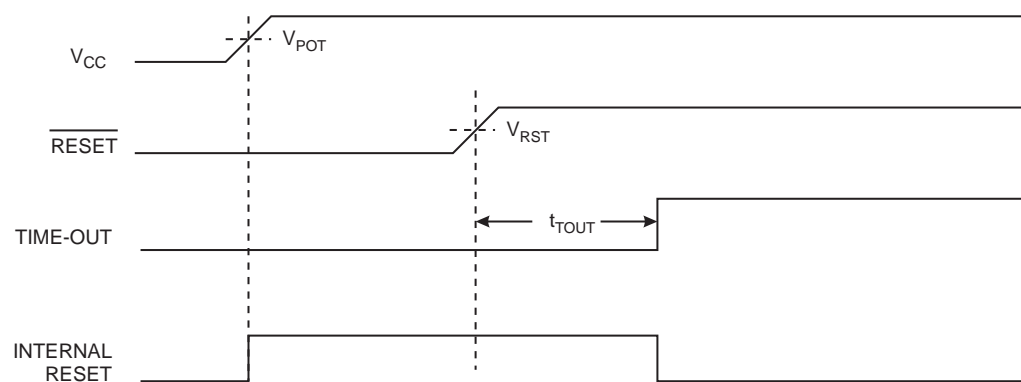 V_CC
V_POT
RESET
V_RST
TIME-OUT
t_TOUT
INTERNAL
RESET